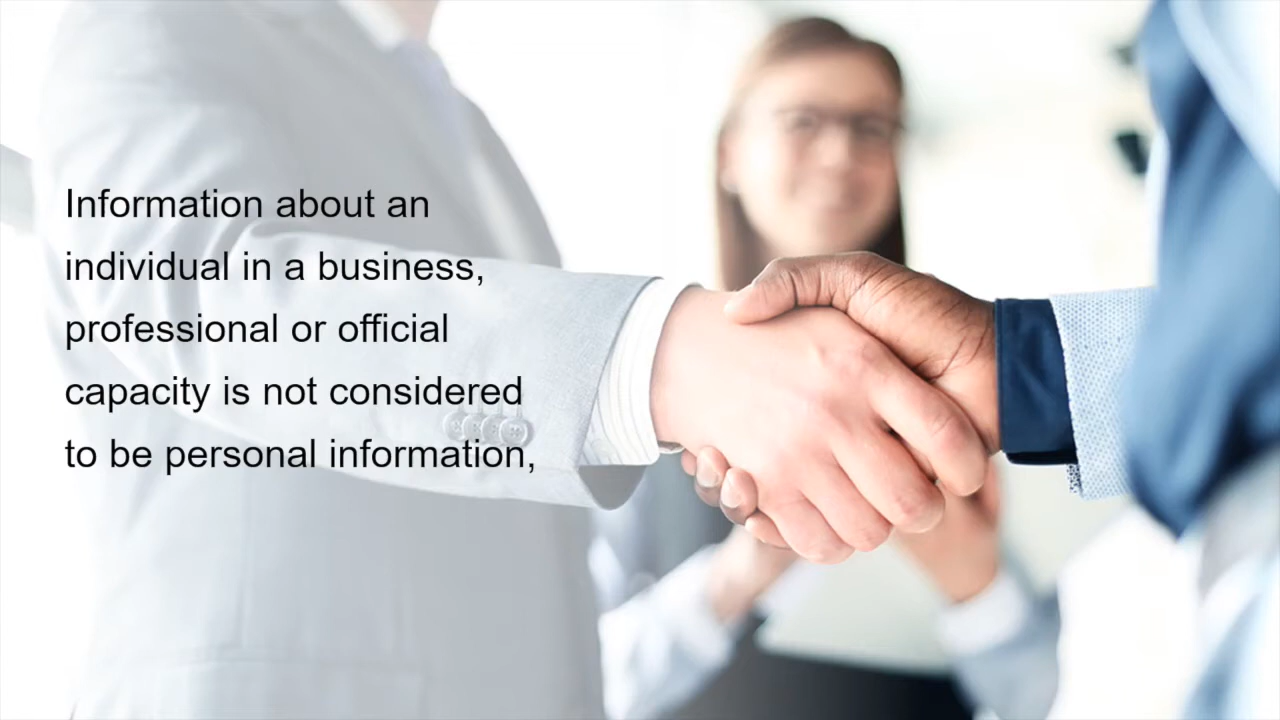 Information about an
individual in a business,
professional or official
capacity is not considered
to be personal information,